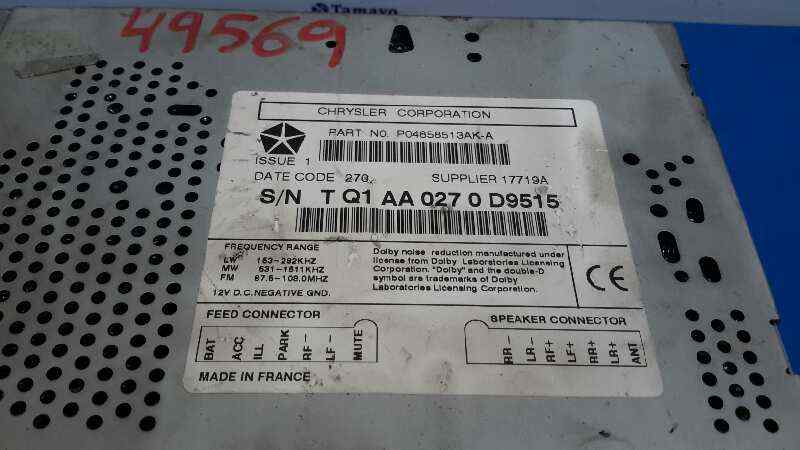 Tamayo
49569
CHRYSLER CORPORATION
PART NO. P04858513AK-A
ISSUE 1
DATE CODE 270. SUPPLIER 17719A
S/N T Q1 AA 027 0 D9515
FREQUENCY RANGE
LW 153-282KHZ
MW 531-1611KHZ
FM 87.5-108.0MHZ
12V D.C. NEGATIVE GND.
Dolby noise reduction manufactured under
license from Dolby Laboratories Licensing
Corporation. "Dolby" and the double-D
symbol are trademarks of Dolby
Laboratories Licensing Corporation.
CE
FEED CONNECTOR
BAT
ACC
ILL
PARK
RF-
LF-
MUTE
SPEAKER CONNECTOR
RR-
LR-
RF+
LF+
RR+
LR+
ANT
MADE IN FRANCE